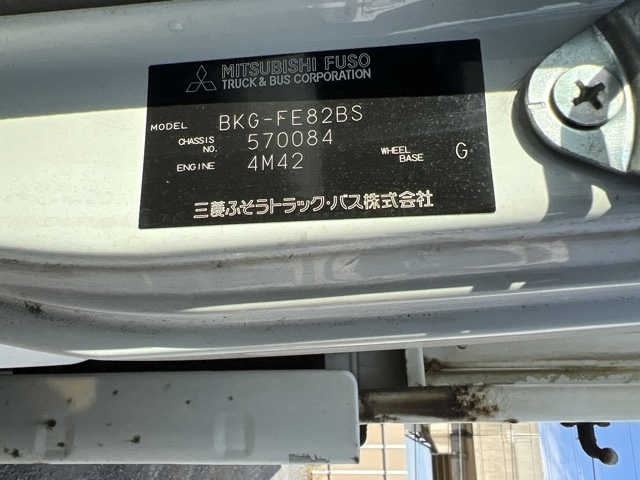 MITSUBISHI FUSO
TRUCK & BUS CORPORATION
MODEL BKG-FE82BS
CHASSIS NO. 570084
ENGINE 4M42 WHEEL BASE G
三菱ふそうトラック・バス株式会社